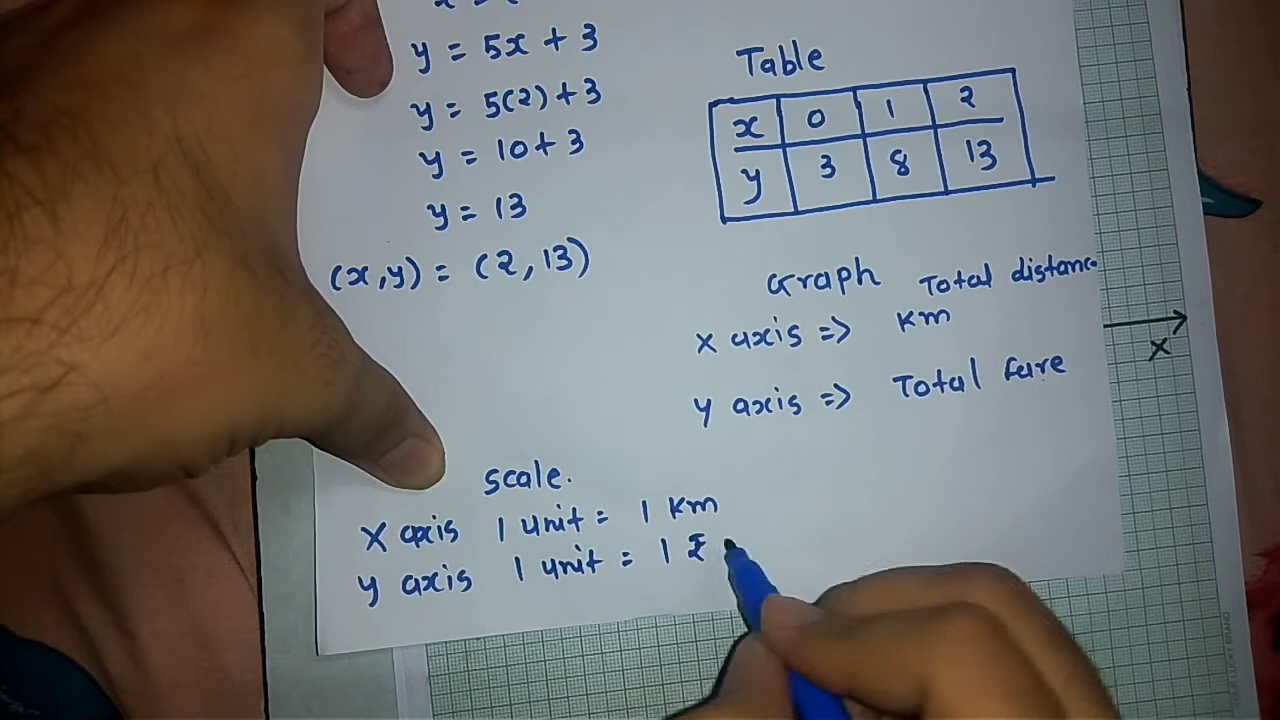 y = 5x + 3
y = 5(2) + 3
y = 10 + 3
y = 13
(x,y) = (2,13)
Table
x 0 1 2
y 3 8 13
Graph
x axis => Total distance Km
y axis => Total fare
scale.
x axis 1 unit = 1 Km
y axis 1 unit = 1 ₹
X